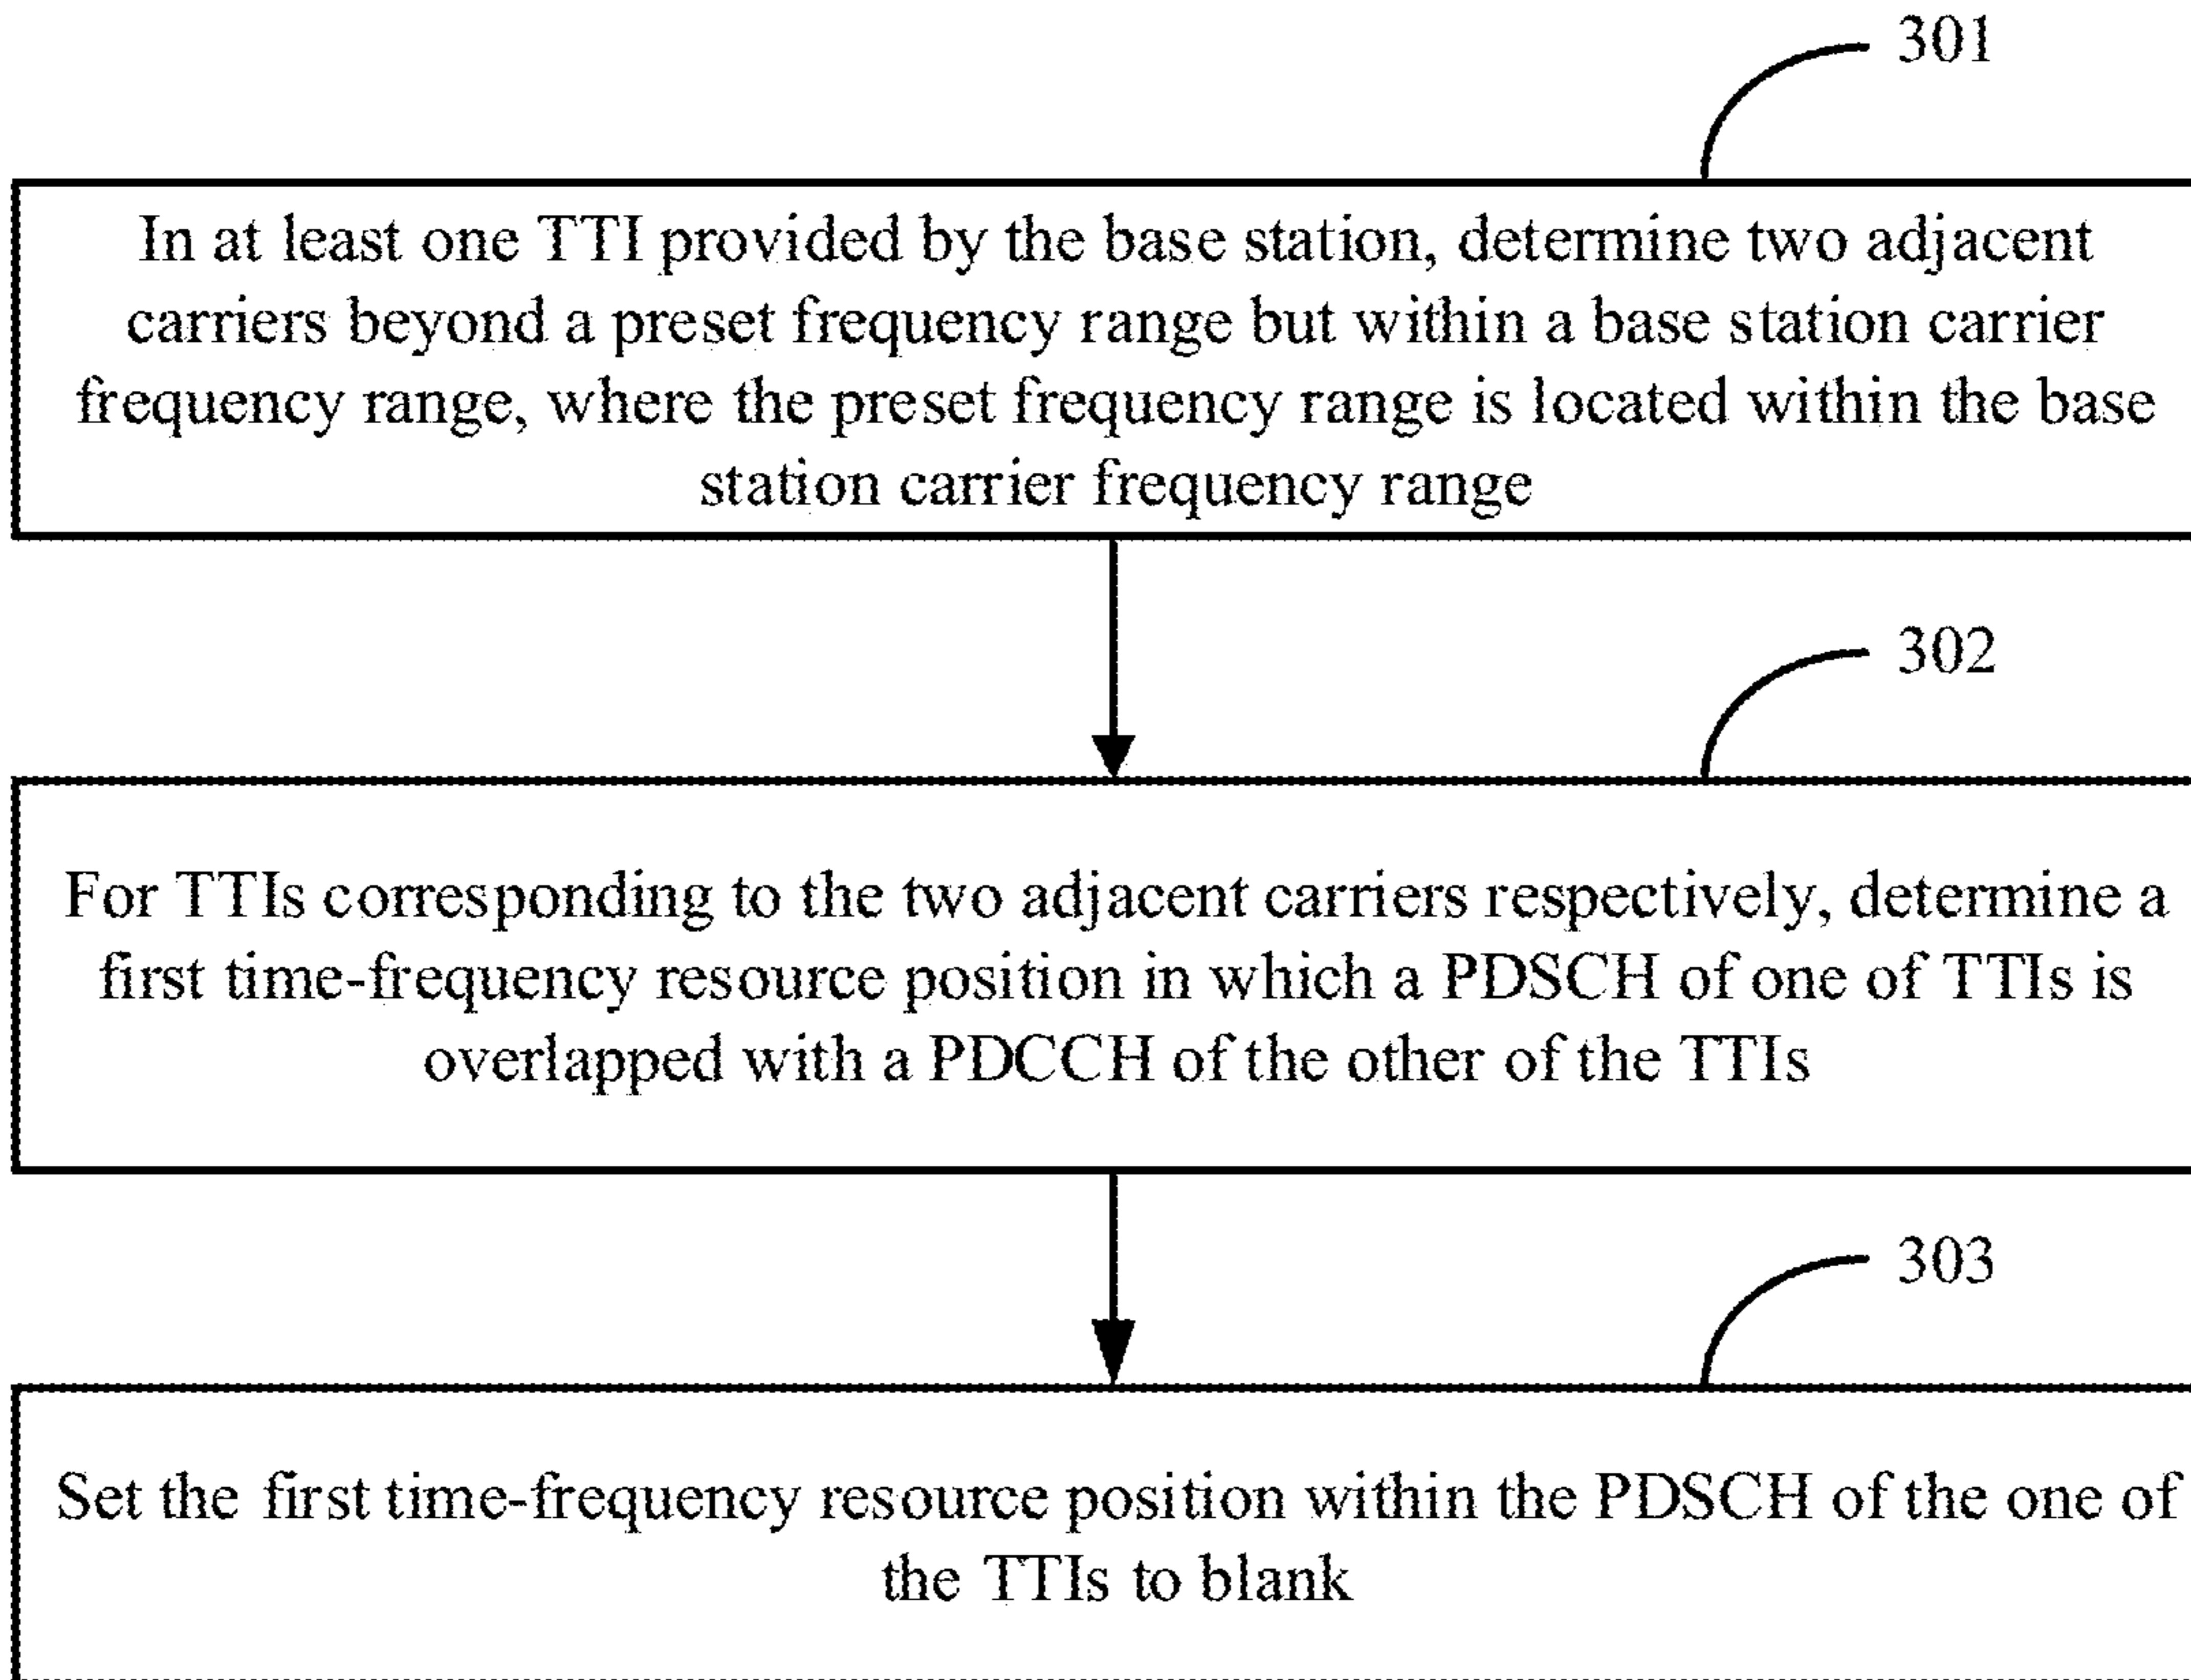 301
In at least one TTI provided by the base station, determine two adjacent
carriers beyond a preset frequency range but within a base station carrier
frequency range, where the preset frequency range is located within the base
station carrier frequency range
302
For TTIs corresponding to the two adjacent carriers respectively, determine a
first time-frequency resource position in which a PDSCH of one of TTIs is
overlapped with a PDCCH of the other of the TTIs
303
Set the first time-frequency resource position within the PDSCH of the one of
the TTIs to blank